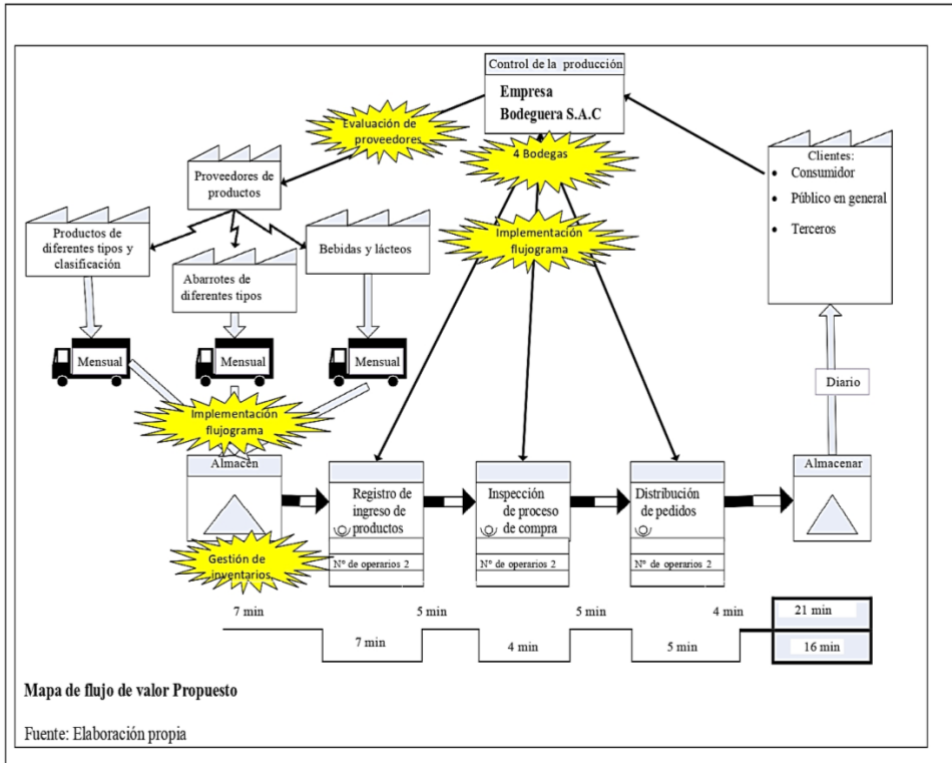 Control de la producción
Empresa
Bodeguera S.A.C
Evaluación de
proveedores
4 Bodegas
Clientes:
• Consumidor
• Público en general
• Terceros
Proveedores de
productos
Productos de
diferentes tipos y
clasificación
Abarrotes de
diferentes tipos
Bebidas y lácteos
Implementación
flujograma
Mensual
Mensual
Mensual
Diario
Implementación
flujograma
Almacén
Registro de
ingreso de
productos
Inspección
de proceso
de compra
Distribución
de pedidos
Almacenar
Gestión de
inventarios
N° de operarios 2
N° de operarios 2
N° de operarios 2
7 min
5 min
5 min
4 min
21 min
7 min
4 min
5 min
16 min
Mapa de flujo de valor Propuesto
Fuente: Elaboración propia